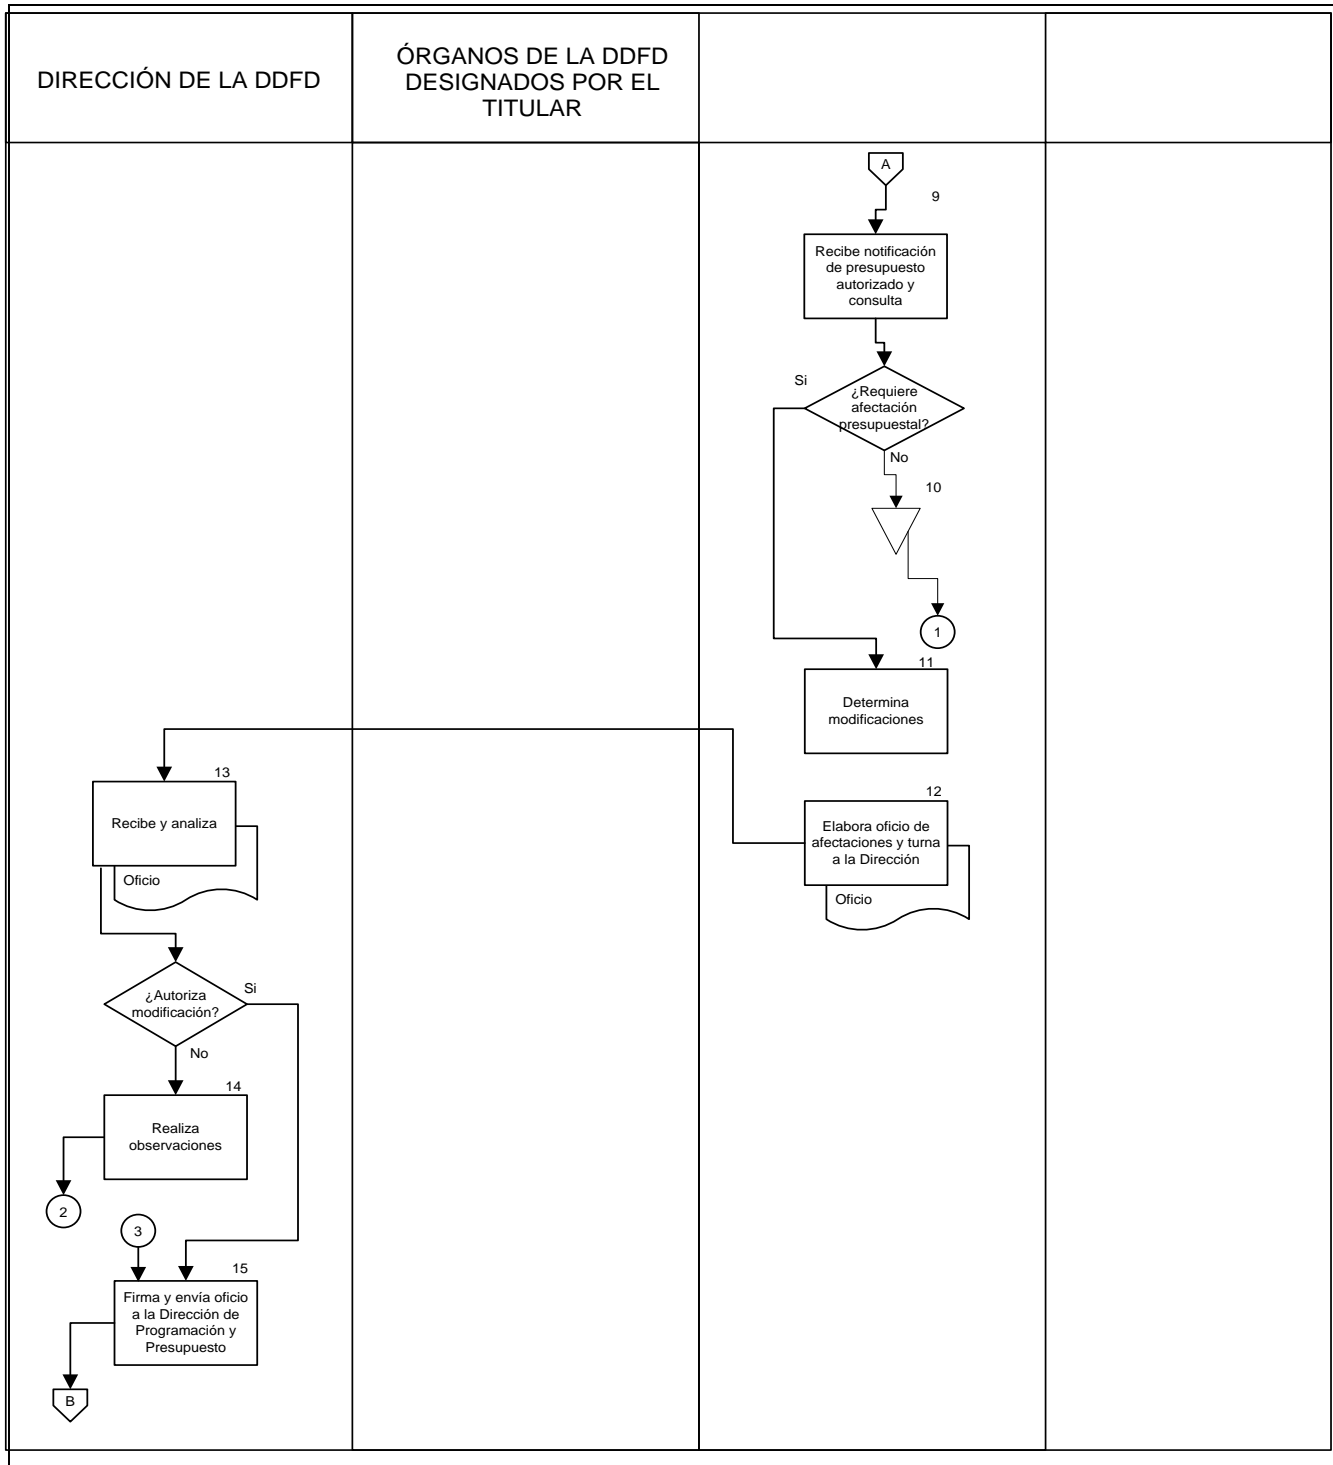 DIRECCIÓN DE LA DDFD
ÓRGANOS DE LA DDFD
DESIGNADOS POR EL
TITULAR
A
9
Recibe notificación
de presupuesto
autorizado y
consulta
Si
¿Requiere
afectación
presupuestal?
No
10
1
11
Determina
modificaciones
12
Elabora oficio de
afectaciones y turna
a la Dirección
Oficio
13
Recibe y analiza
Oficio
¿Autoriza
modificación?
Si
No
14
Realiza
observaciones
2
3
15
Firma y envía oficio
a la Dirección de
Programación y
Presupuesto
B